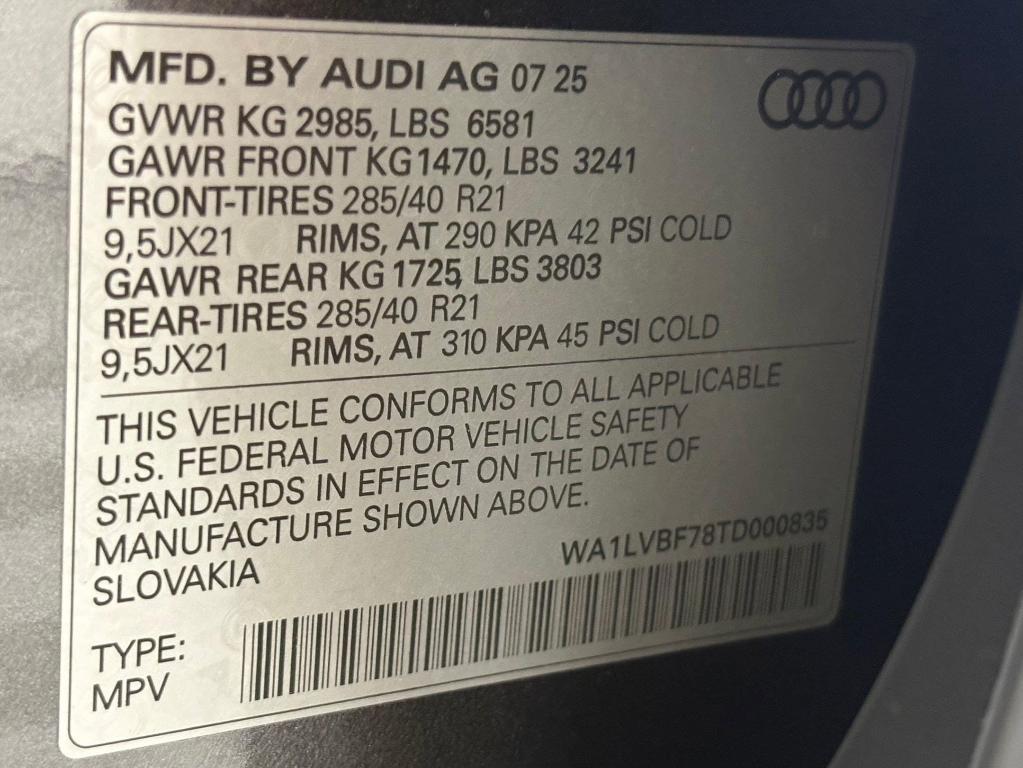 MFD. BY AUDI AG 07 25
GVWR KG 2985, LBS 6581
GAWR FRONT KG 1470, LBS 3241
FRONT-TIRES 285/40 R21
9,5JX21 RIMS, AT 290 KPA 42 PSI COLD
GAWR REAR KG 1725, LBS 3803
REAR-TIRES 285/40 R21
9,5JX21 RIMS, AT 310 KPA 45 PSI COLD
THIS VEHICLE CONFORMS TO ALL APPLICABLE
U.S. FEDERAL MOTOR VEHICLE SAFETY
STANDARDS IN EFFECT ON THE DATE OF
MANUFACTURE SHOWN ABOVE.
SLOVAKIA
WA1LVBF78TD000835
TYPE:
MPV